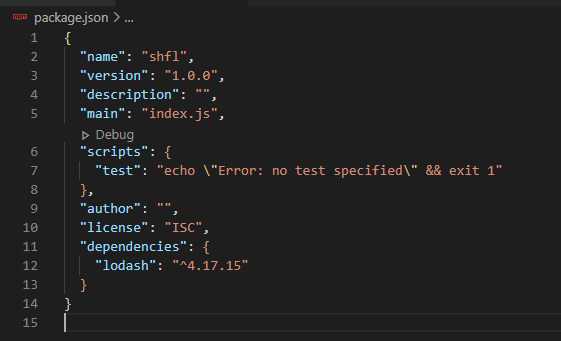 package.json > ...
1 {
2 "name": "shfl",
3 "version": "1.0.0",
4 "description": "",
5 "main": "index.js",
Debug
6 "scripts": {
7 "test": "echo \"Error: no test specified\" && exit 1"
8 },
9 "author": "",
10 "license": "ISC",
11 "dependencies": {
12 "lodash": "^4.17.15"
13 }
14 }
15